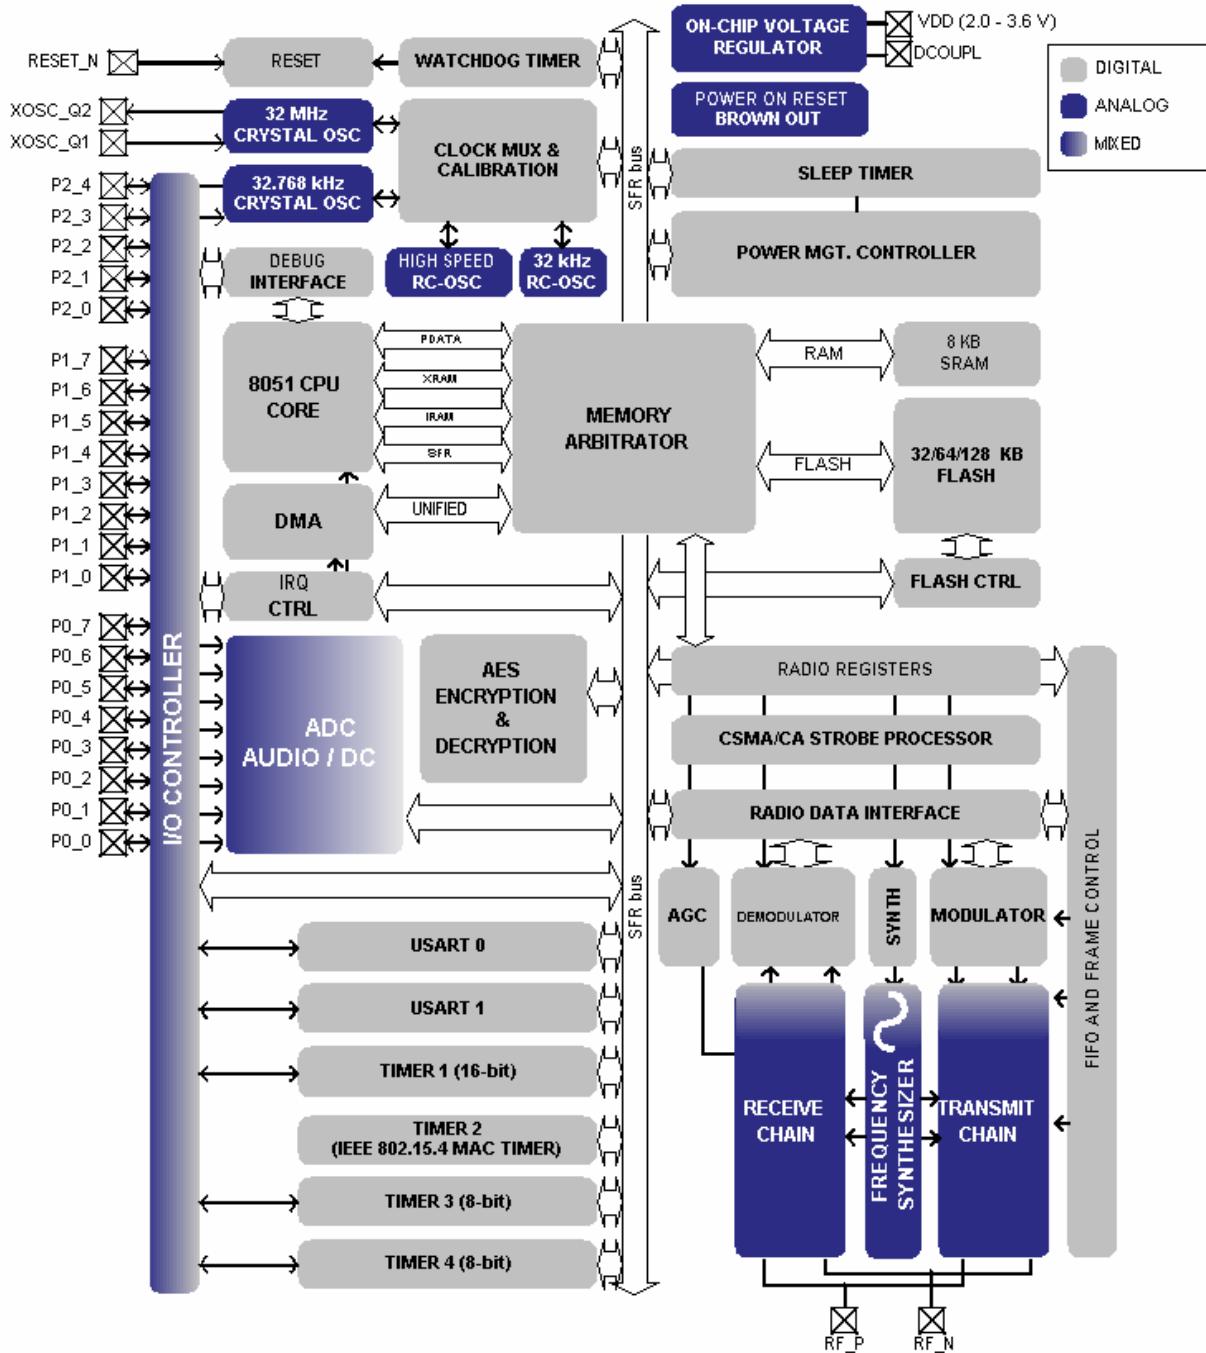 RESET_N
XOSC_Q2
XOSC_Q1
P2_4
P2_3
P2_2
P2_1
P2_0
P1_7
P1_6
P1_5
P1_4
P1_3
P1_2
P1_1
P1_0
P0_7
P0_6
P0_5
P0_4
P0_3
P0_2
P0_1
P0_0
I/O CONTROLLER
RESET
WATCHDOG TIMER
32 MHz
CRYSTAL OSC
32.768 kHz
CRYSTAL OSC
CLOCK MUX &
CALIBRATION
DEBUG
INTERFACE
HIGH SPEED
RC-OSC
32 kHz
RC-OSC
SFR bus
ON-CHIP VOLTAGE
REGULATOR
VDD (2.0 - 3.6 V)
DCOUPL
POWER ON RESET
BROWN OUT
DIGITAL
ANALOG
MIXED
SLEEP TIMER
POWER MGT. CONTROLLER
8051 CPU
CORE
PDATA
XRAM
IRAM
SFR
DMA
UNIFIED
MEMORY
ARBITRATOR
RAM
8 KB
SRAM
FLASH
32/64/128 KB
FLASH
IRQ
CTRL
FLASH CTRL
ADC
AUDIO / DC
AES
ENCRYPTION
&
DECRYPTION
RADIO REGISTERS
CSMA/CA STROBE PROCESSOR
RADIO DATA INTERFACE
SFR bus
AGC
DEMODULATOR
SYNTH
MODULATOR
FIFO AND FRAME CONTROL
USART 0
USART 1
TIMER 1 (16-bit)
TIMER 2
(IEEE 802.15.4 MAC TIMER)
TIMER 3 (8-bit)
TIMER 4 (8-bit)
RECEIVE
CHAIN
FREQUENCY
SYNTHESIZER
TRANSMIT
CHAIN
RF_P
RF_N